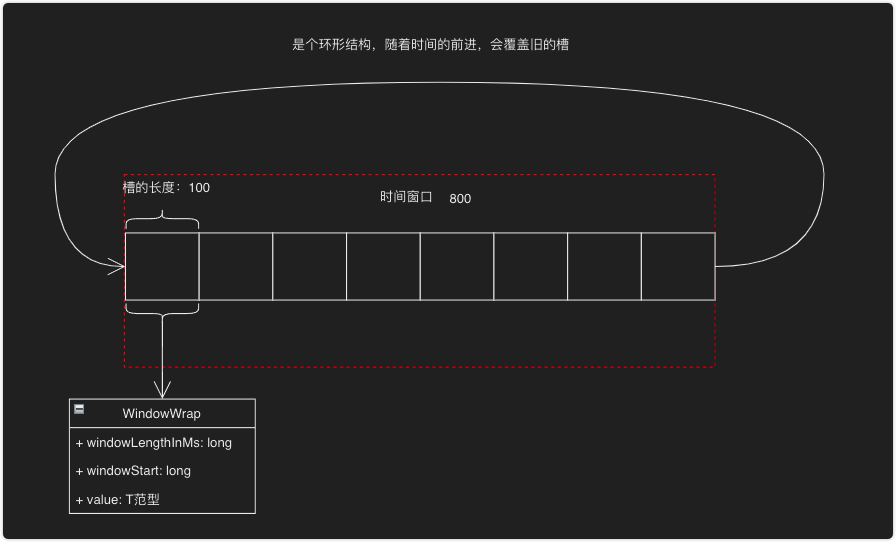 是个环形结构，随着时间的前进，会覆盖旧的槽
槽的长度：100
时间窗口 800
WindowWrap
+ windowLengthInMs: long
+ windowStart: long
+ value: T范型